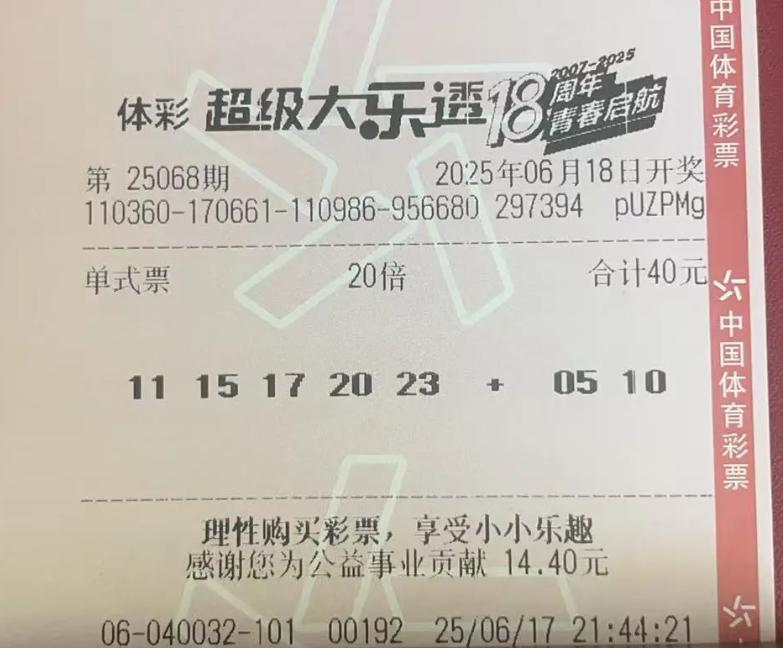 体彩 超级大乐透 18周年 2007-2025 青春启航
第 25068期 2025年06月18日开奖
110360-170661-110986-956680 297394 pUZPMg
单式票 20倍 合计40元
11 15 17 20 23 + 05 10
理性购买彩票，享受小小乐趣
感谢您为公益事业贡献 14.40元
06-040032-101 00192 25/06/17 21:44:21
中国体育彩票
中国体育彩票